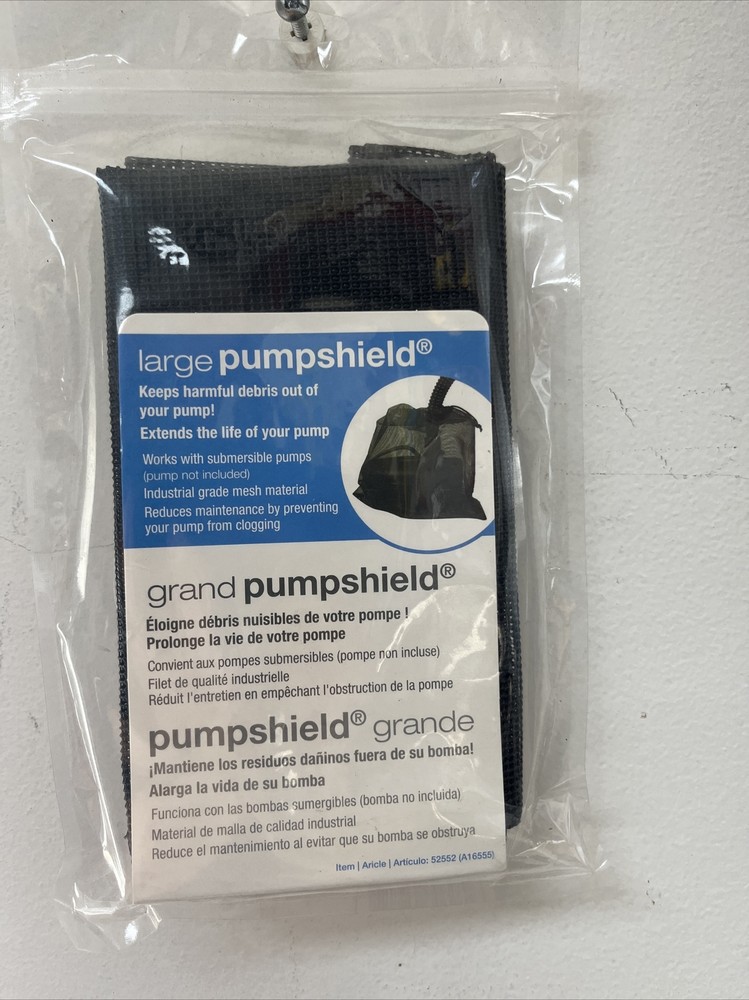 large pumpshield®
Keeps harmful debris out of
your pump!
Extends the life of your pump
Works with submersible pumps
(pump not included)
Industrial grade mesh material
Reduces maintenance by preventing
your pump from clogging
grand pumpshield®
Éloigne débris nuisibles de votre pompe !
Prolonge la vie de votre pompe
Convient aux pompes submersibles (pompe non incluse)
Filet de qualité industrielle
Réduit l'entretien en empêchant l'obstruction de la pompe
pumpshield® grande
¡Mantiene los residuos dañinos fuera de su bomba!
Alarga la vida de su bomba
Funciona con las bombas sumergibles (bomba no incluida)
Material de malla de calidad industrial
Reduce el mantenimiento al evitar que su bomba se obstruya
Item | Aricle | Artículo: 52552 (A16555)